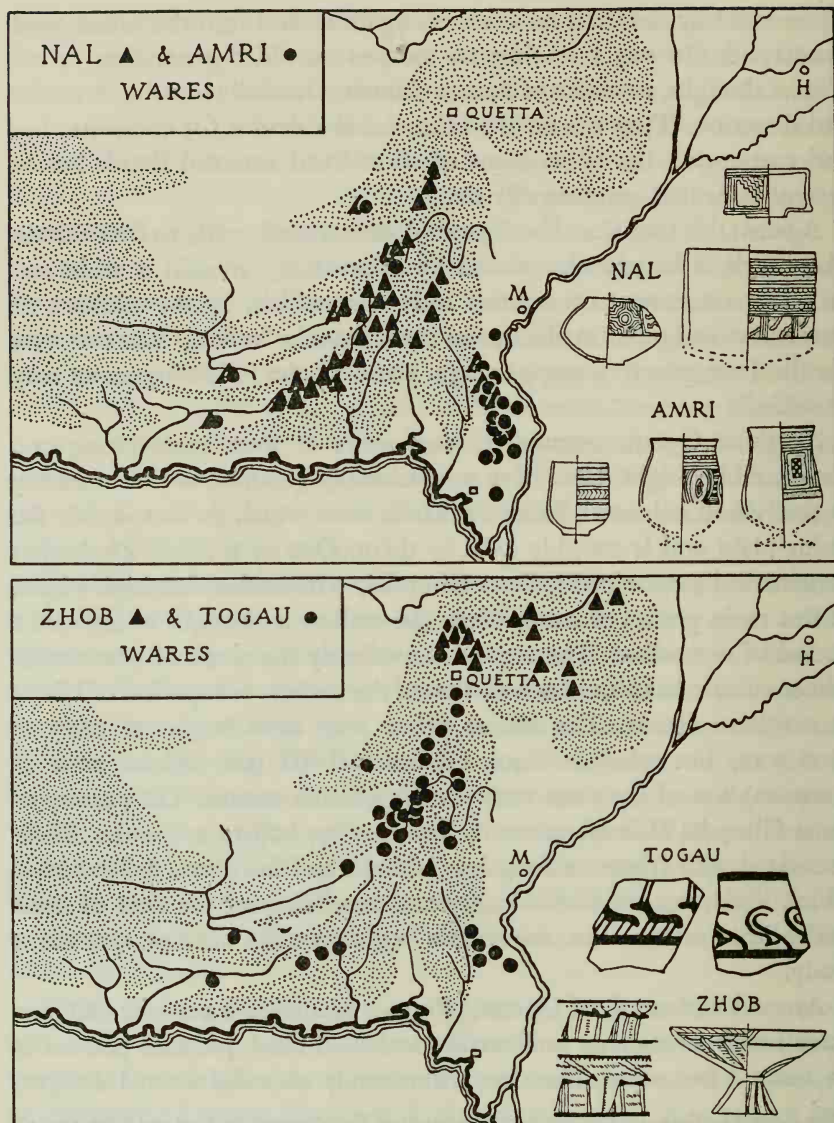 NAL ▲ & AMRI ●
WARES
QUETTA
H
NAL
M
AMRI
ZHOB ▲ & TOGAU ●
WARES
QUETTA
H
M
TOGAU
ZHOB